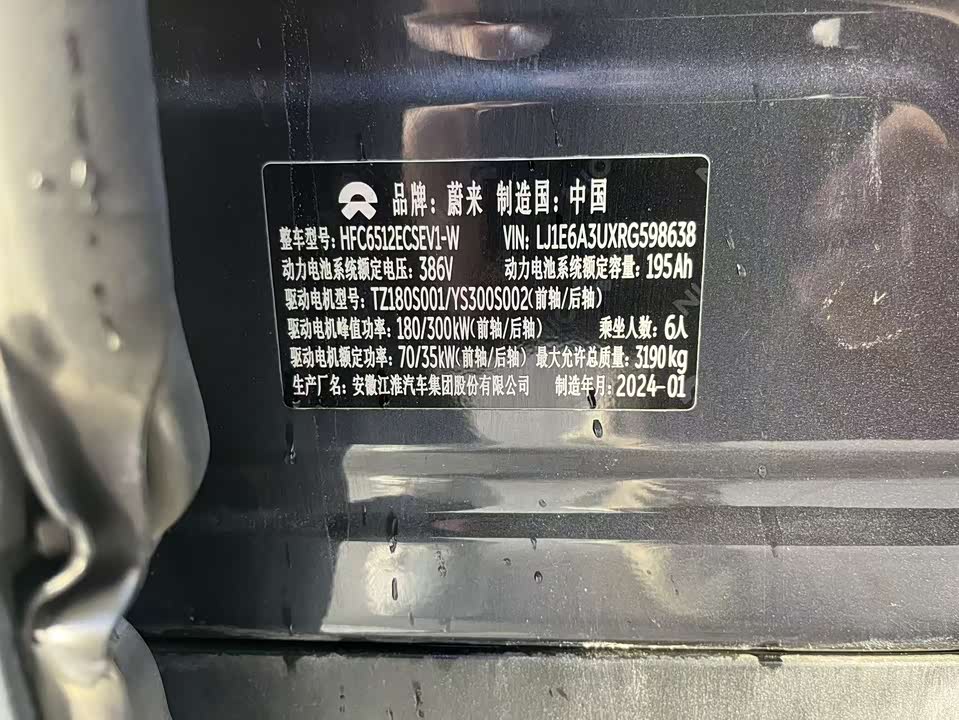 品牌: 蔚来 制造国: 中国
整车型号: HFC6512ECSEV1-W VIN: LJ1E6A3UXRG598638
动力电池系统额定电压: 386V 动力电池系统额定容量: 195Ah
驱动电机型号: TZ180S001/YS300S002(前轴/后轴)
驱动电机峰值功率: 180/300kW(前轴/后轴) 乘坐人数: 6人
驱动电机额定功率: 70/35kW(前轴/后轴) 最大允许总质量: 3190kg
生产厂名: 安徽江淮汽车集团股份有限公司 制造年月: 2024-01